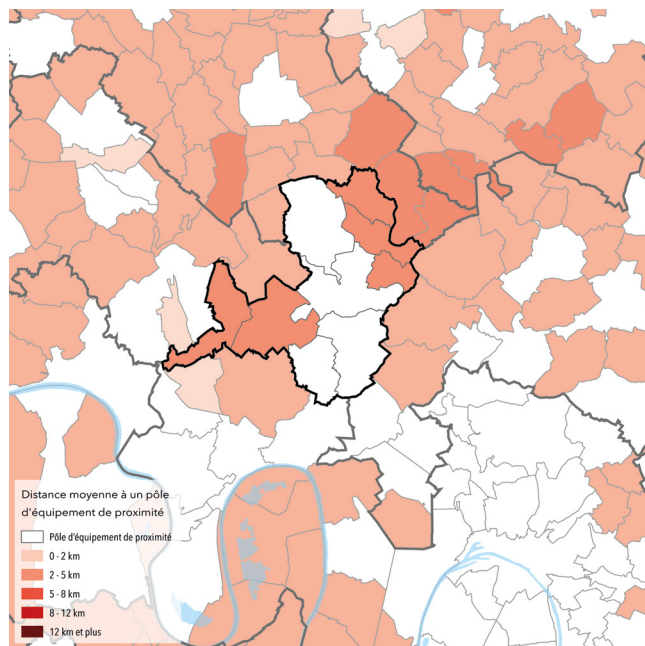 Distance moyenne à un pôle
d'équipement de proximité
Pôle d'équipement de proximité
0 - 2 km
2 - 5 km
5 - 8 km
8 - 12 km
12 km et plus